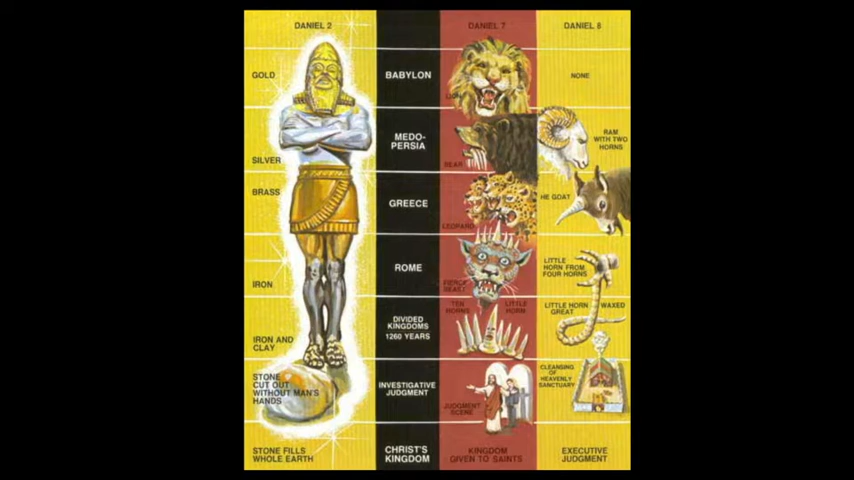 DANIEL 2
DANIEL 7
DANIEL 8
GOLD
BABYLON
LION
NONE
SILVER
MEDO-
PERSIA
BEAR
RAM
WITH TWO
HORNS
BRASS
GREECE
LEOPARD
HE GOAT
IRON
ROME
FIERCE
BEAST
LITTLE
HORN FROM
FOUR HORNS
IRON AND
CLAY
DIVIDED
KINGDOMS
1260 YEARS
TEN
HORNS
LITTLE
HORN
LITTLE HORN WAXED
GREAT
STONE
CUT OUT
WITHOUT MAN'S
HANDS
INVESTIGATIVE
JUDGMENT
JUDGMENT
SCENE
CLEANSING
OF
HEAVENLY
SANCTUARY
STONE FILLS
WHOLE EARTH
CHRIST'S
KINGDOM
KINGDOM
GIVEN TO SAINTS
EXECUTIVE
JUDGMENT